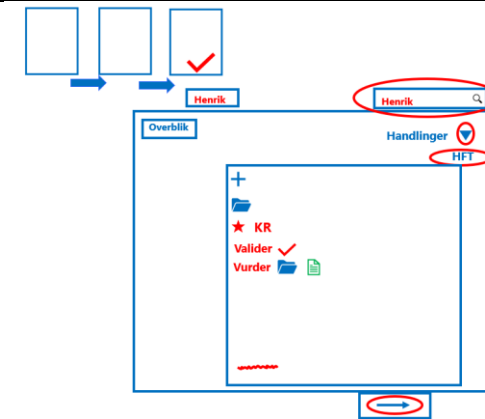 Henrik
Henrik
Overblik
Handlinger
HFT
KR
Valider
Vurder